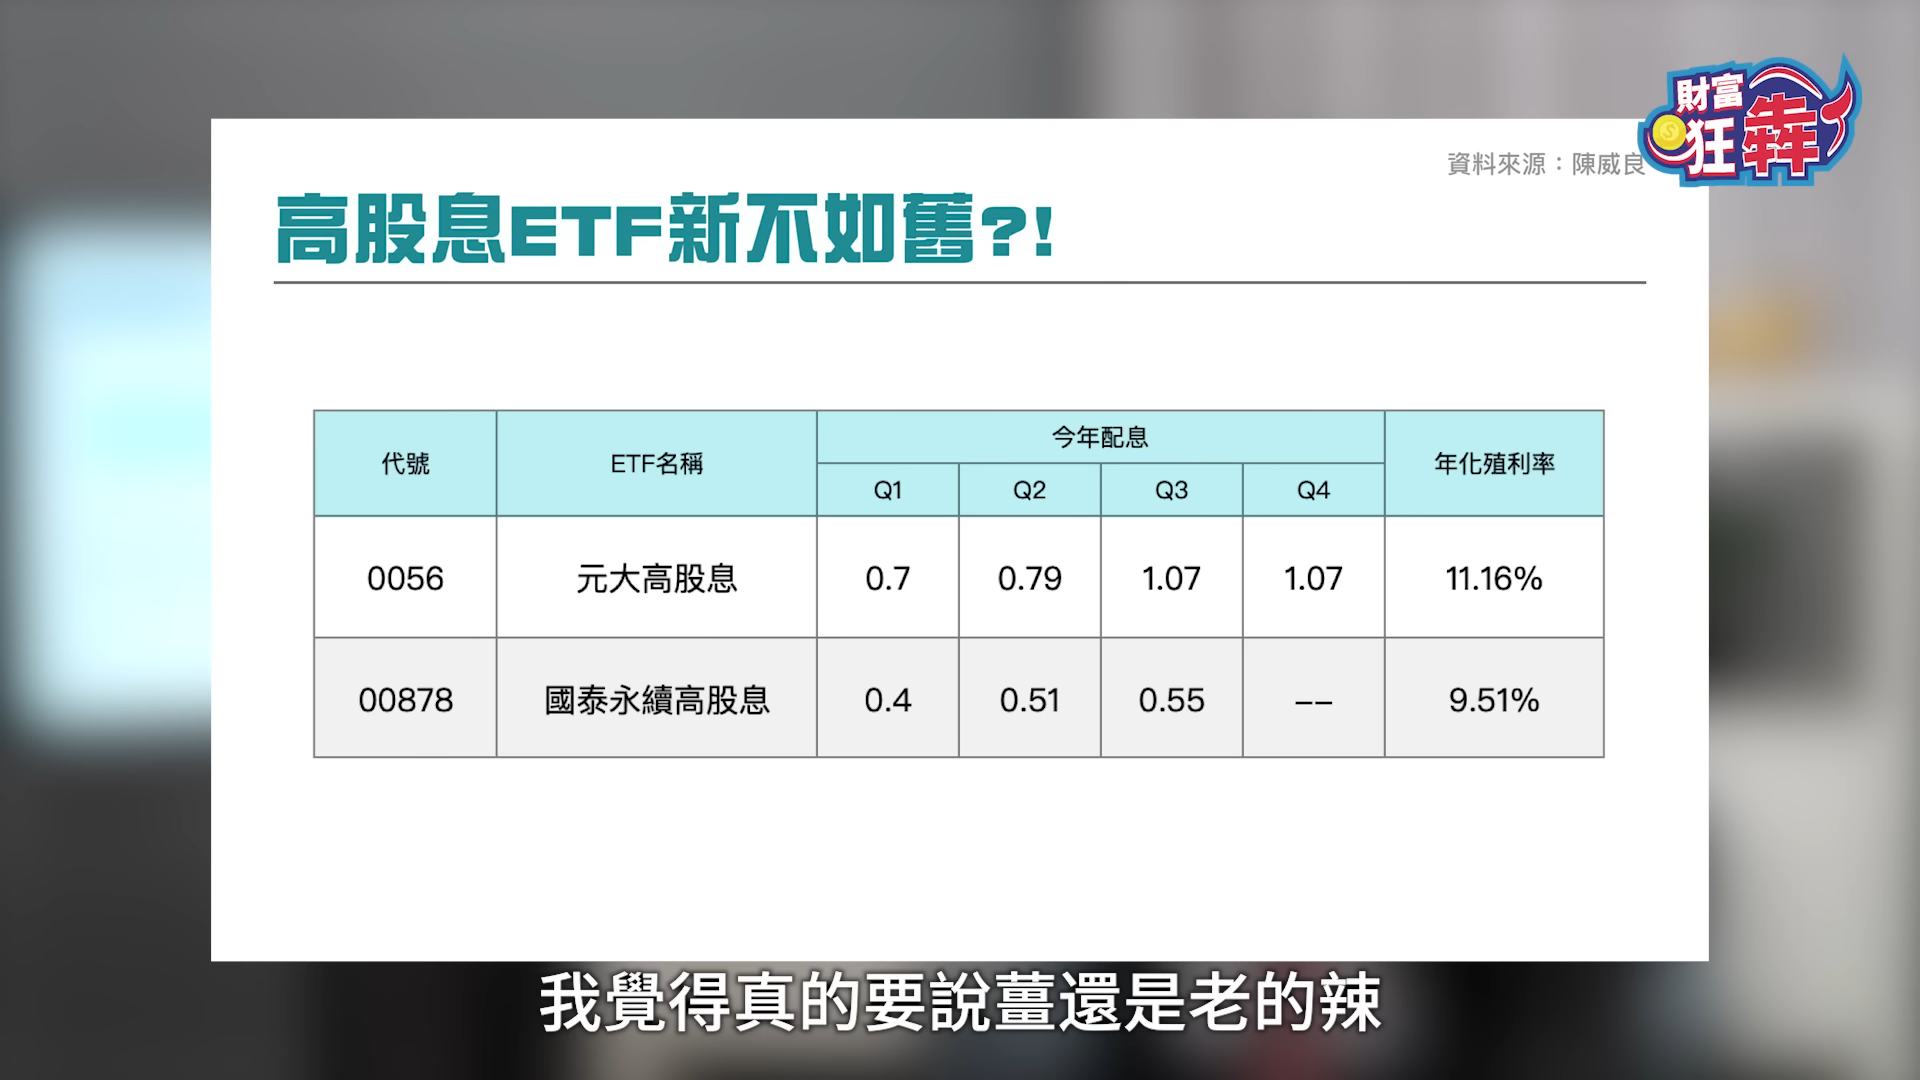 財富
狂犇
資料來源：陳威良
高股息ETF新不如舊?!
代號 ETF名稱 今年配息 年化殖利率
Q1 Q2 Q3 Q4
0056 元大高股息 0.7 0.79 1.07 1.07 11.16%
00878 國泰永續高股息 0.4 0.51 0.55 -- 9.51%
我覺得真的要說薑還是老的辣